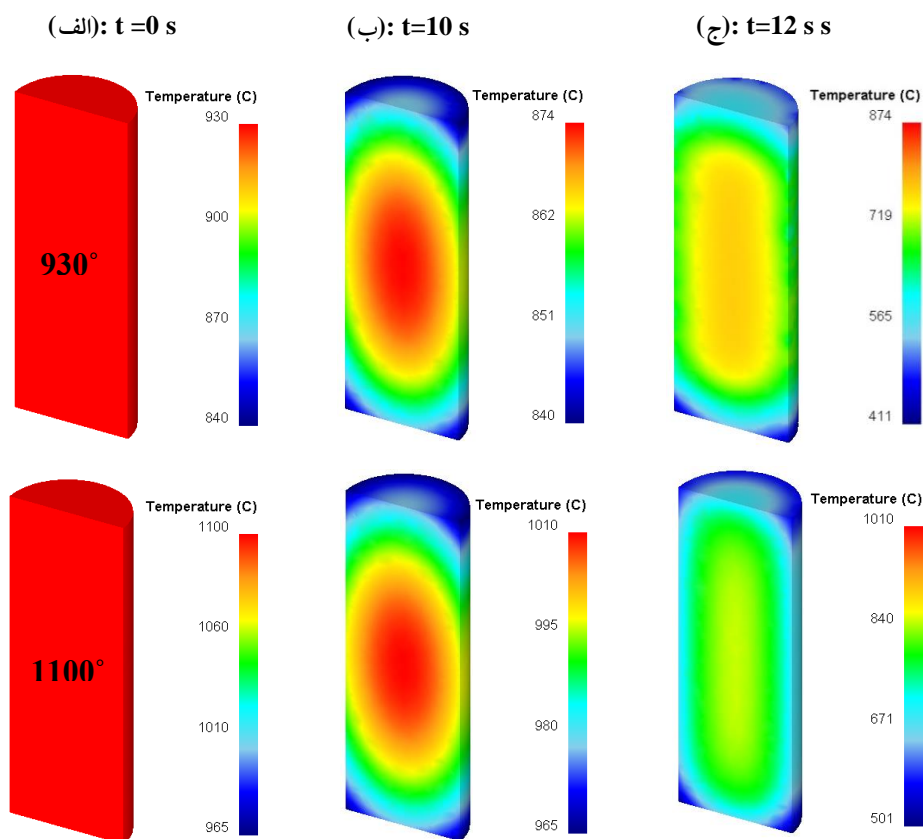 (الف): t =0 s
(ب): t=10 s
(ج): t=12 s s
Temperature (C)
930
900
870
840
930°
Temperature (C)
874
862
851
840
Temperature (C)
874
719
565
411
Temperature (C)
1100
1060
1010
965
1100°
Temperature (C)
1010
995
980
965
Temperature (C)
1010
840
671
501